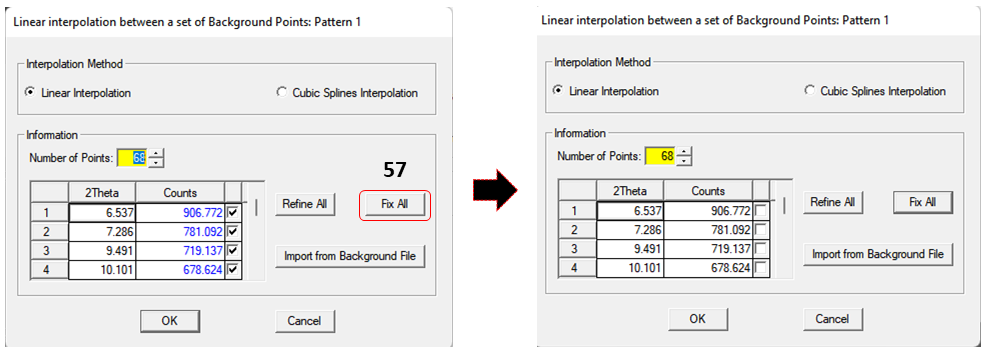 Linear interpolation between a set of Background Points: Pattern 1
Interpolation Method
Linear Interpolation Cubic Splines Interpolation
Information
Number of Points: 68
57
2Theta Counts
1 6.537 906.772
2 7.286 781.092
3 9.491 719.137
4 10.101 678.624
Refine All Fix All
Import from Background File
OK Cancel
Linear interpolation between a set of Background Points: Pattern 1
Interpolation Method
Linear Interpolation Cubic Splines Interpolation
Information
Number of Points: 68
2Theta Counts
1 6.537 906.772
2 7.286 781.092
3 9.491 719.137
4 10.101 678.624
Refine All Fix All
Import from Background File
OK Cancel